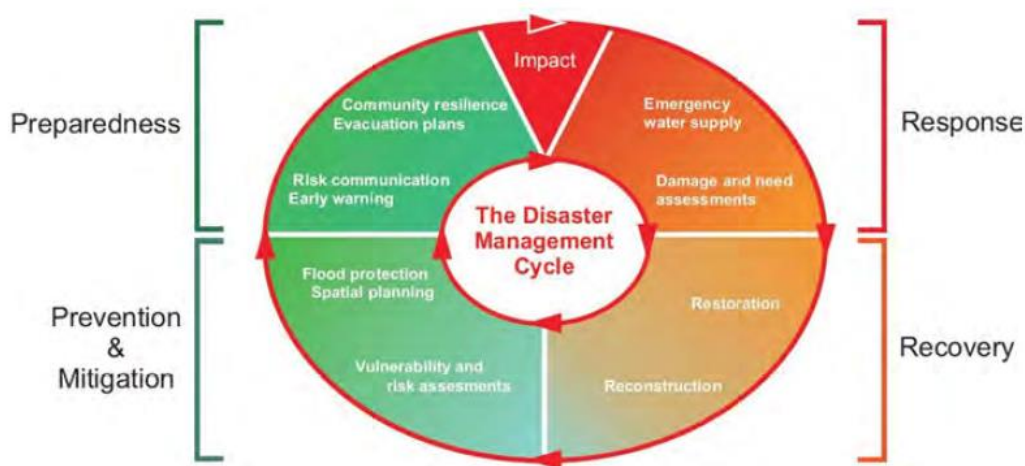 Impact
Community resilience
Evacuation plans
Emergency
water supply
Preparedness
Response
Risk communication
Early warning
Damage and need
assessments
The Disaster
Management
Cycle
Flood protection
Spatial planning
Restoration
Prevention
&
Mitigation
Recovery
Vulnerability and
risk assesments
Reconstruction